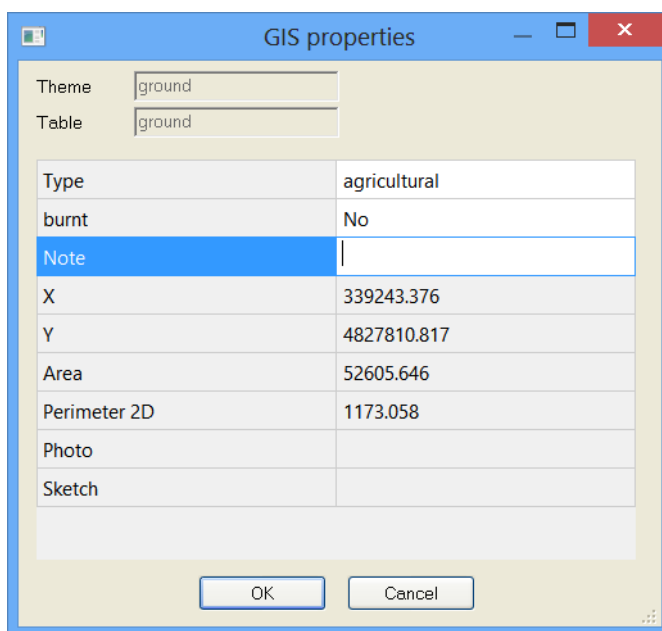 GIS properties
Theme ground
Table ground
Type agricultural
burnt No
Note
X 339243.376
Y 4827810.817
Area 52605.646
Perimeter 2D 1173.058
Photo
Sketch
OK Cancel